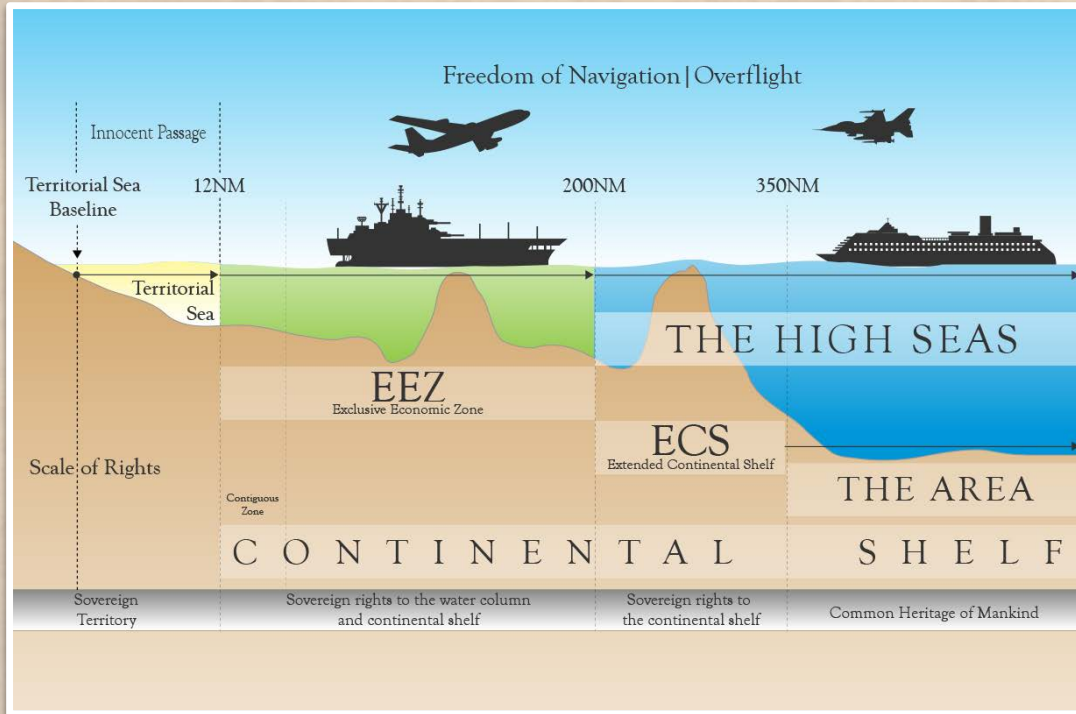 Freedom of Navigation | Overflight
Innocent Passage
Territorial Sea
Baseline
12NM
200NM
350NM
Territorial
Sea
THE HIGH SEAS
EEZ
Exclusive Economic Zone
ECS
Extended Continental Shelf
Scale of Rights
THE AREA
Contiguous
Zone
CONTINENTAL SHELF
Sovereign
Territory
Sovereign rights to the water column
and continental shelf
Sovereign rights to
the continental shelf
Common Heritage of Mankind